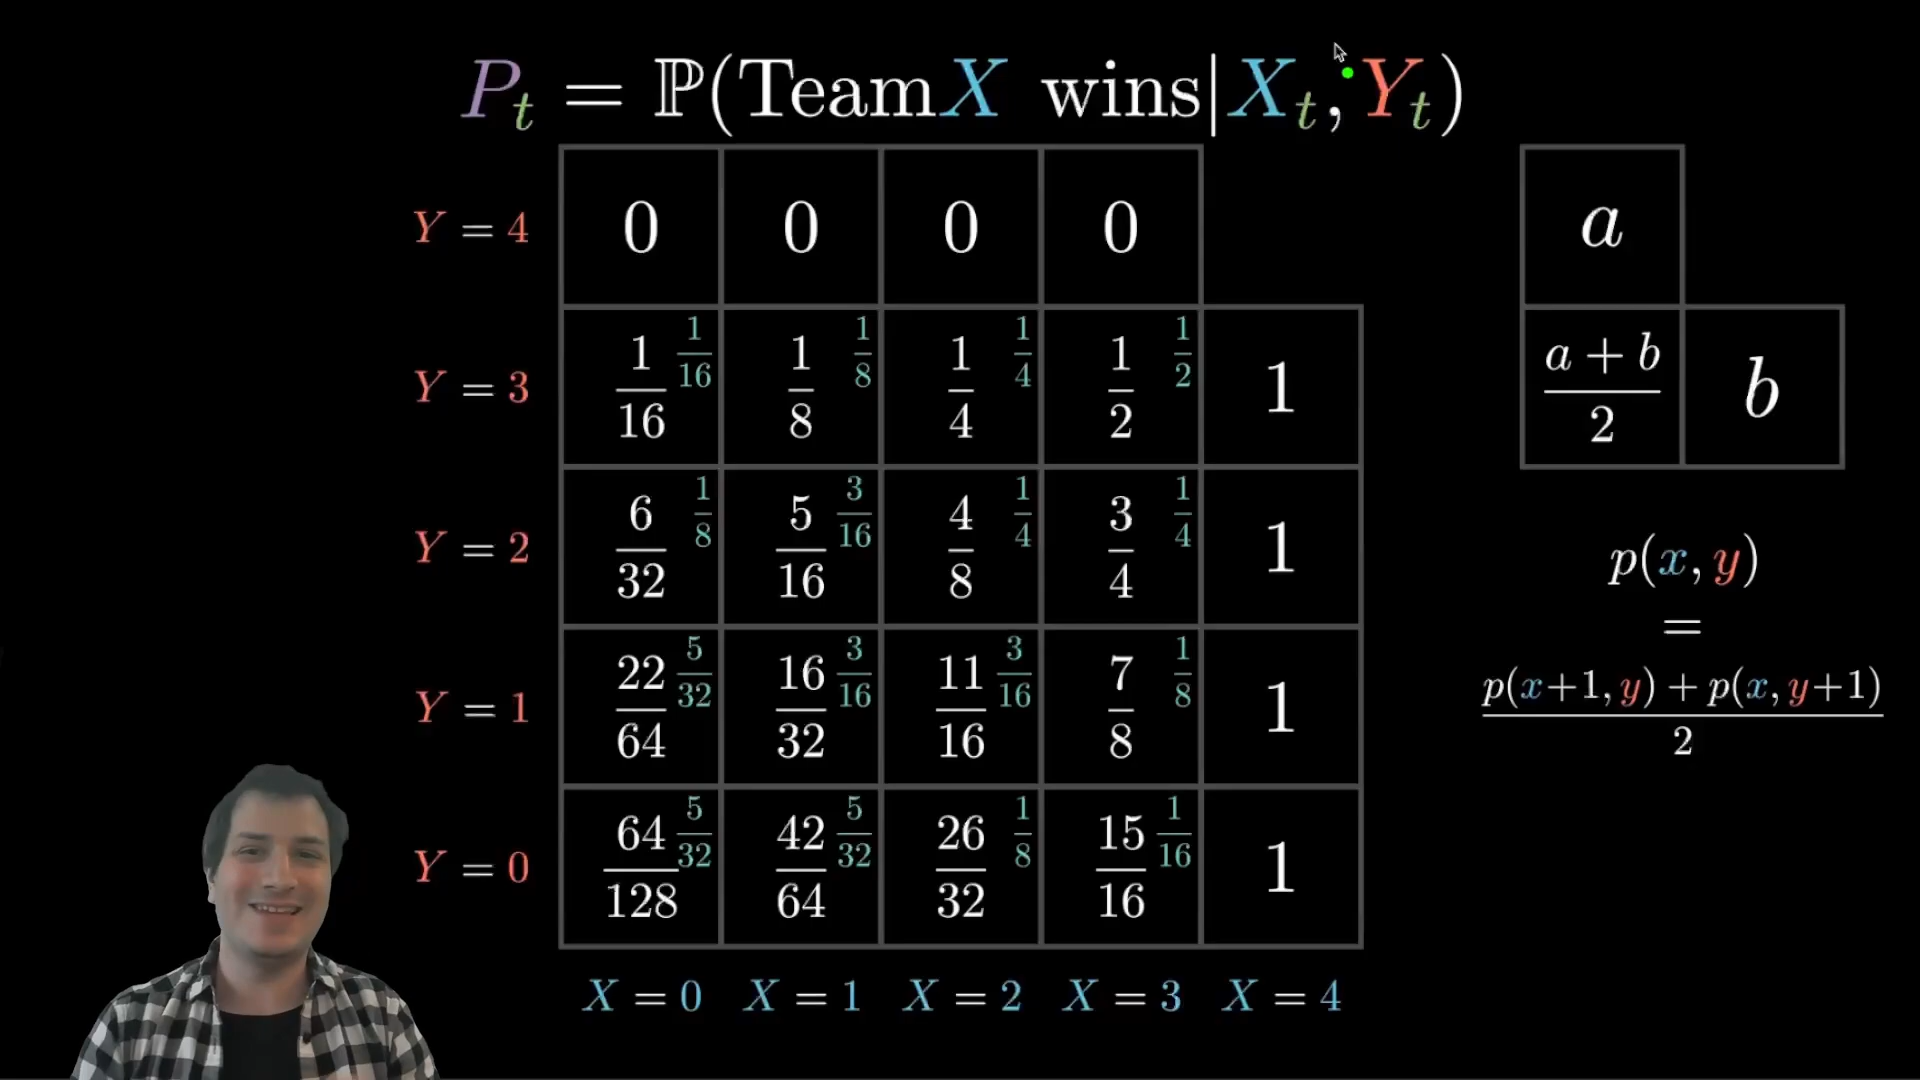 P_t = ℙ(Team X wins|X_t, Y_t)
Y = 4 0 0 0 0
Y = 3 1/16 1/16 1/8 1/8 1/4 1/4 1/2 1/2 1
Y = 2 6/32 1/8 5/16 3/16 4/8 1/4 3/4 1/4 1
Y = 1 22/64 5/32 16/32 3/16 11/16 3/16 7/8 1/8 1
Y = 0 64/128 5/32 42/64 5/32 26/32 1/8 15/16 1/16 1
X = 0 X = 1 X = 2 X = 3 X = 4
a
(a + b)/2 b
p(x, y)
=
(p(x+1, y) + p(x, y+1))/2